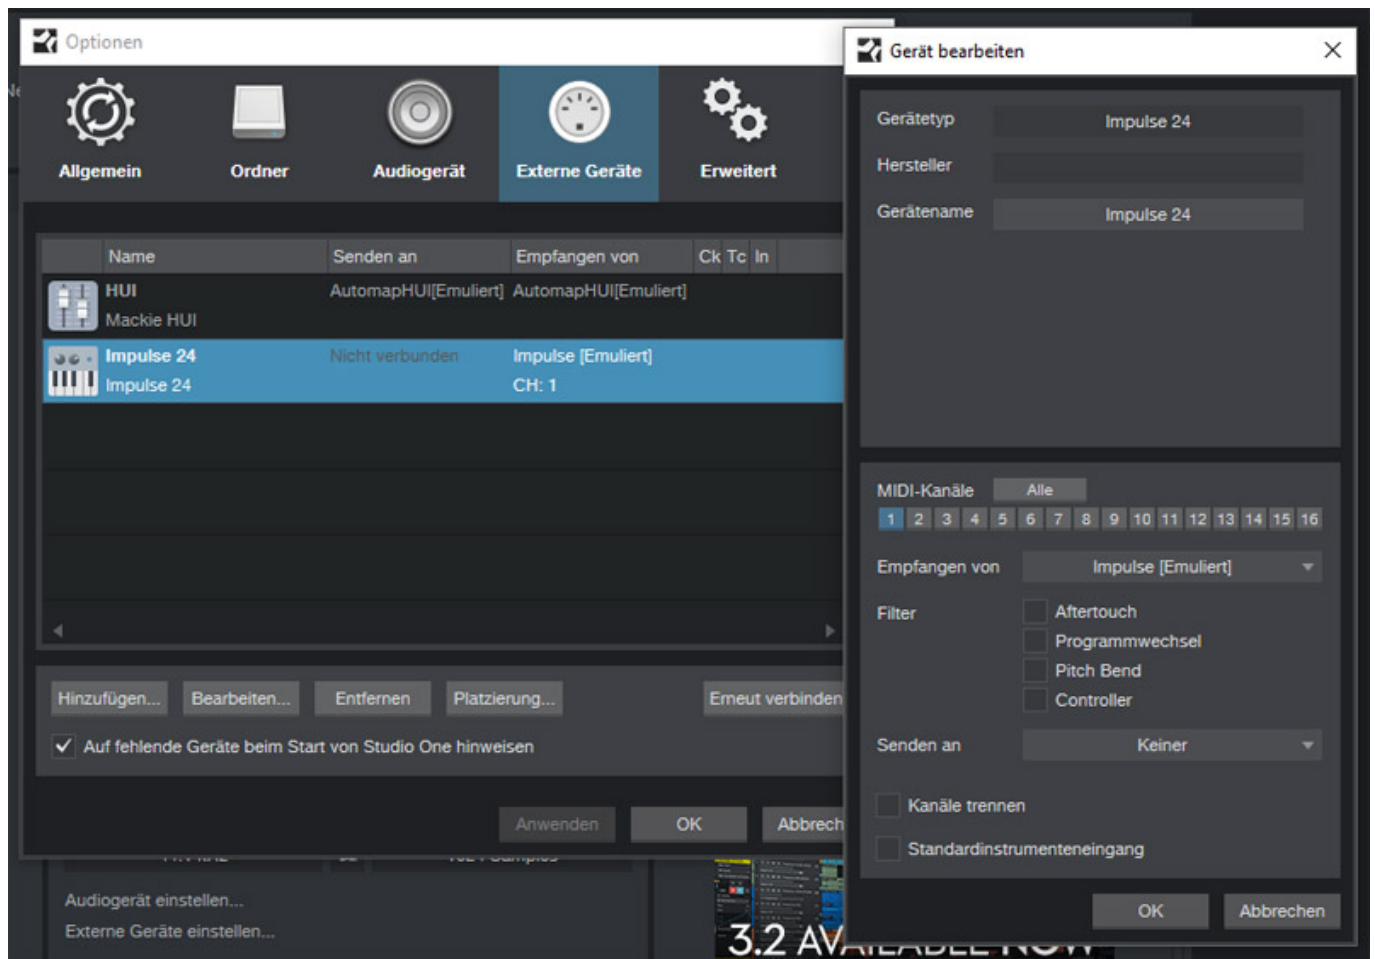 Optionen
Allgemein
Ordner
Audiogerät
Externe Geräte
Erweitert
Name
Senden an
Empfangen von
Ck Tc In
HUI
AutomapHUI[Emuliert]
AutomapHUI[Emuliert]
Mackie HUI
Impulse 24
Nicht verbunden
Impulse [Emuliert]
Impulse 24
CH: 1
Hinzufügen...
Bearbeiten...
Entfernen
Platzierung...
Erneut verbinden
Auf fehlende Geräte beim Start von Studio One hinweisen
Anwenden
OK
Abbrech
Audiogerät einstellen...
Externe Geräte einstellen...
3.2 AVAILABLE NOW
Gerät bearbeiten
Gerätetyp
Impulse 24
Hersteller
Gerätename
Impulse 24
MIDI-Kanäle
Alle
1 2 3 4 5 6 7 8 9 10 11 12 13 14 15 16
Empfangen von
Impulse [Emuliert]
Filter
Aftertouch
Programmwechsel
Pitch Bend
Controller
Senden an
Keiner
Kanäle trennen
Standardinstrumenteneingang
OK
Abbrechen